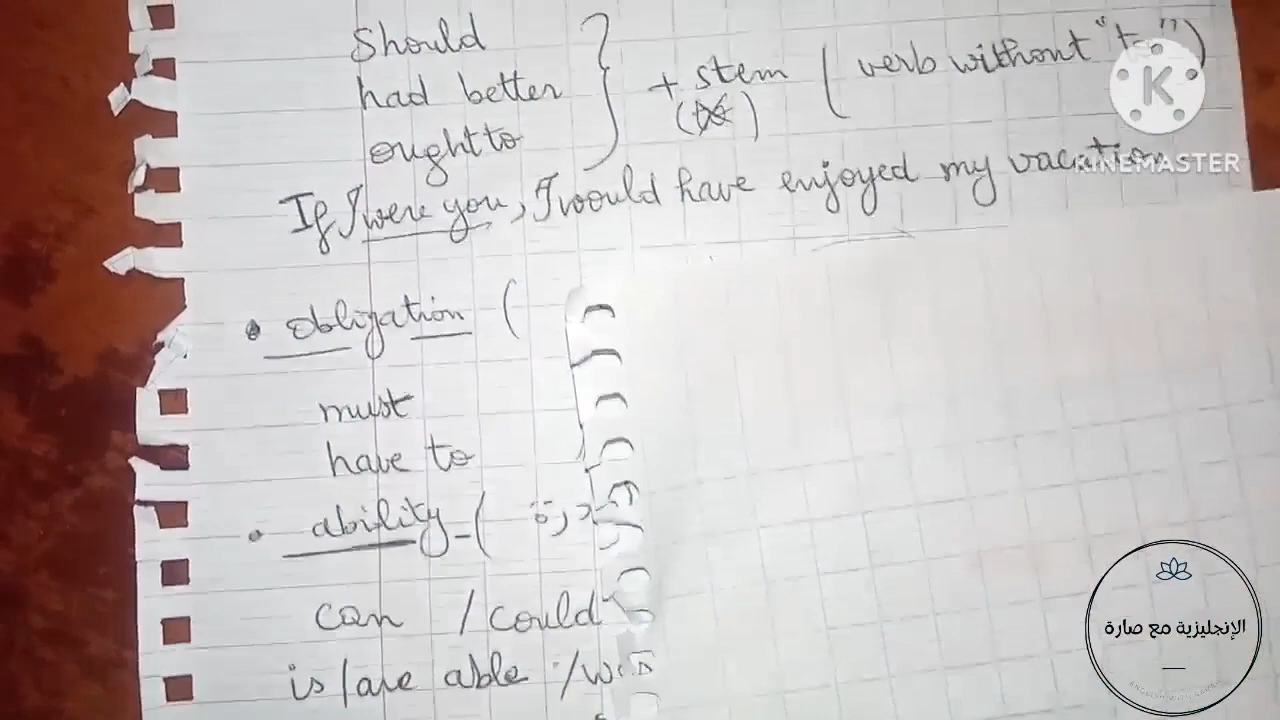 Should
had better
ought to
+ stem ( verb without "to" )
KINEMASTER
If I were you, I would have enjoyed my vacation
• obligation (
must
have to
• ability - (
can / could
is / are able /
الإنجليزية مع صارة